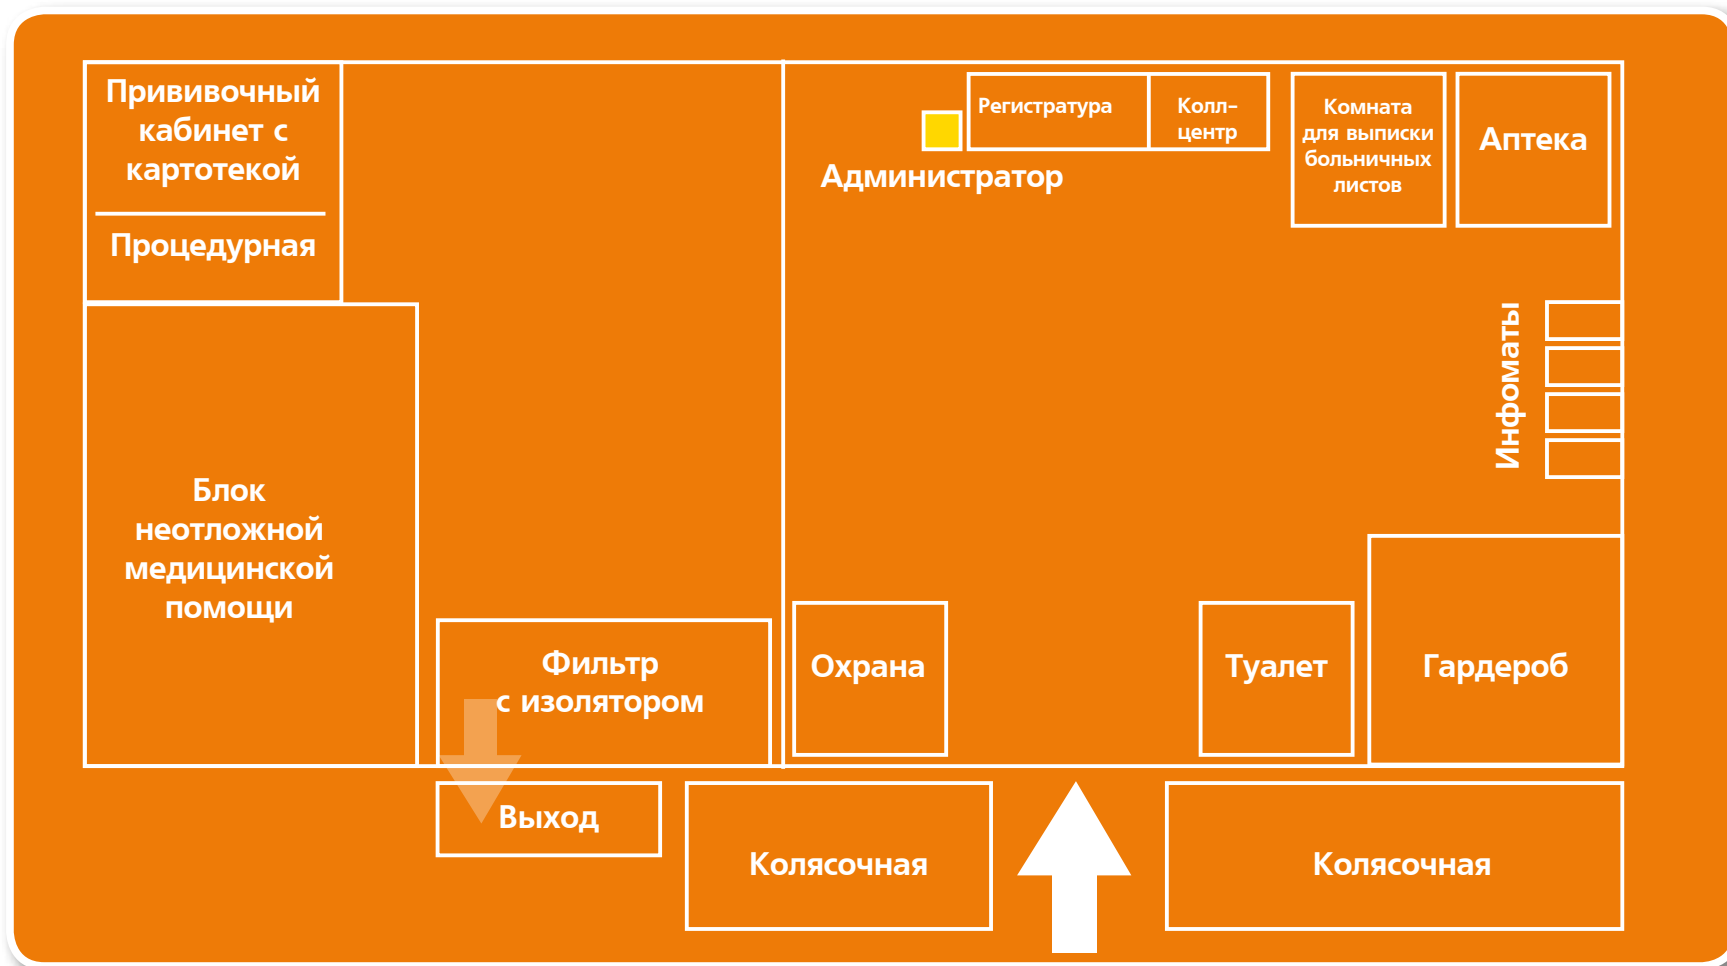 Прививочный
кабинет с
картотекой
Процедурная
Регистратура
Колл-
центр
Администратор
Комната
для выписки
больничных
листов
Аптека
Инфоматы
Блок
неотложной
медицинской
помощи
Фильтр
с изолятором
Охрана
Туалет
Гардероб
Выход
Колясочная
Колясочная